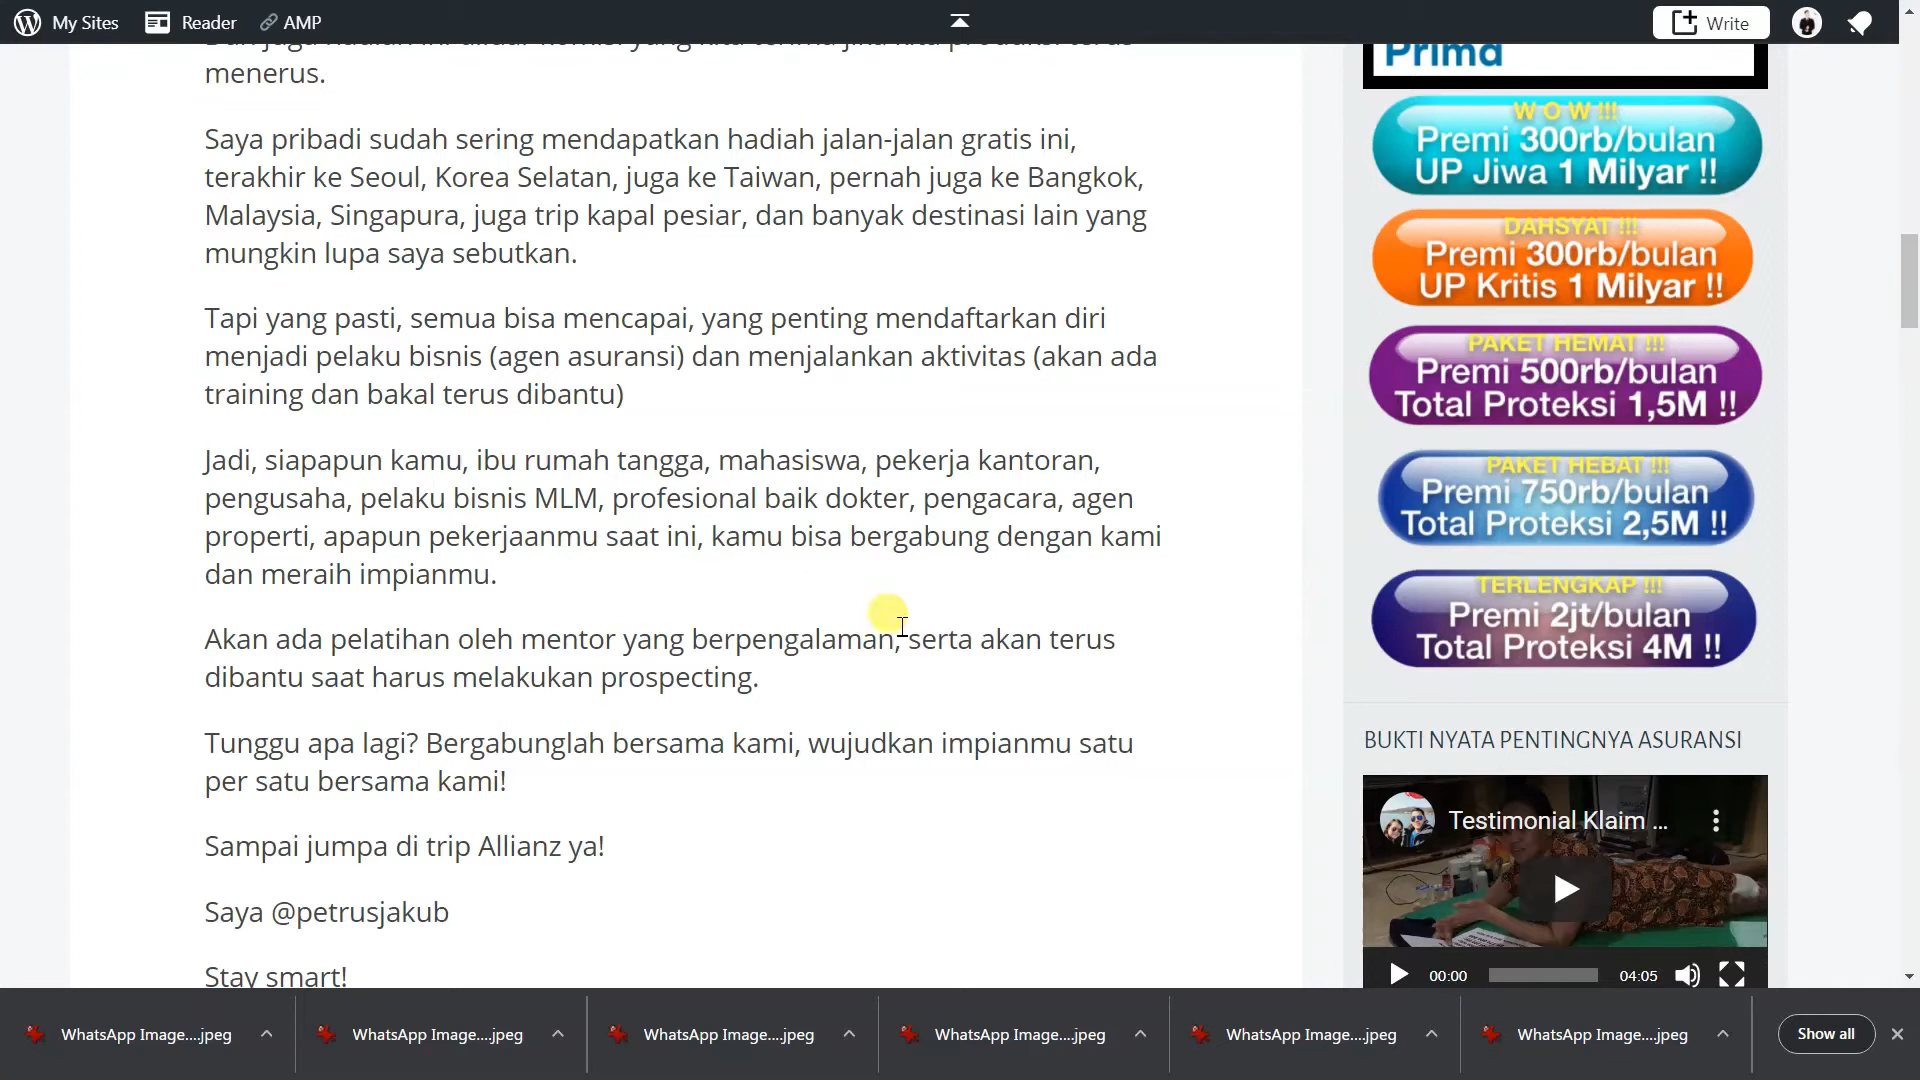 My Sites
Reader
AMP
Write
menerus.
Saya pribadi sudah sering mendapatkan hadiah jalan-jalan gratis ini,
terakhir ke Seoul, Korea Selatan, juga ke Taiwan, pernah juga ke Bangkok,
Malaysia, Singapura, juga trip kapal pesiar, dan banyak destinasi lain yang
mungkin lupa saya sebutkan.
Tapi yang pasti, semua bisa mencapai, yang penting mendaftarkan diri
menjadi pelaku bisnis (agen asuransi) dan menjalankan aktivitas (akan ada
training dan bakal terus dibantu)
Jadi, siapapun kamu, ibu rumah tangga, mahasiswa, pekerja kantoran,
pengusaha, pelaku bisnis MLM, profesional baik dokter, pengacara, agen
properti, apapun pekerjaanmu saat ini, kamu bisa bergabung dengan kami
dan meraih impianmu.
Akan ada pelatihan oleh mentor yang berpengalaman, serta akan terus
dibantu saat harus melakukan prospecting.
Tunggu apa lagi? Bergabunglah bersama kami, wujudkan impianmu satu
per satu bersama kami!
Sampai jumpa di trip Allianz ya!
Saya @petrusjakub
Stay smart!
Prima
W O W !!!
Premi 300rb/bulan
UP Jiwa 1 Milyar !!
DAHSYAT !!!
Premi 300rb/bulan
UP Kritis 1 Milyar !!
PAKET HEMAT !!!
Premi 500rb/bulan
Total Proteksi 1,5M !!
PAKET HEBAT !!!
Premi 750rb/bulan
Total Proteksi 2,5M !!
TERLENGKAP !!!
Premi 2jt/bulan
Total Proteksi 4M !!
BUKTI NYATA PENTINGNYA ASURANSI
Testimonial Klaim ...
00:00
04:05
WhatsApp Image....jpeg
WhatsApp Image....jpeg
WhatsApp Image....jpeg
WhatsApp Image....jpeg
WhatsApp Image....jpeg
WhatsApp Image....jpeg
Show all